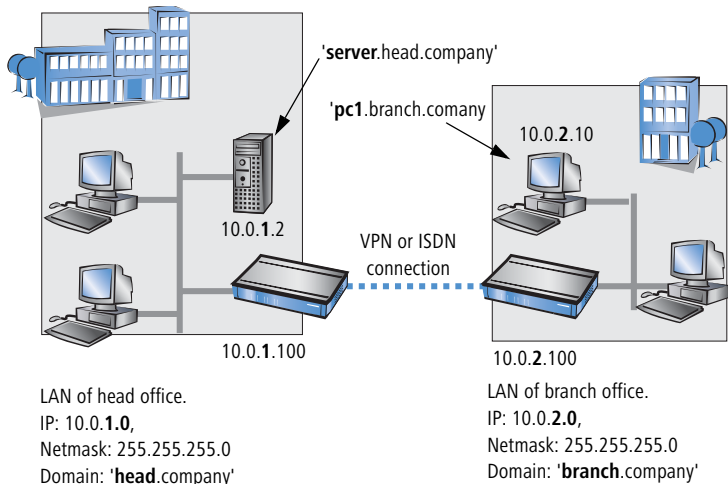 'server.head.company'
'pc1.branch.comany
10.0.2.10
10.0.1.2
VPN or ISDN
connection
10.0.1.100
10.0.2.100
LAN of head office.
IP: 10.0.1.0,
Netmask: 255.255.255.0
Domain: 'head.company'
LAN of branch office.
IP: 10.0.2.0,
Netmask: 255.255.255.0
Domain: 'branch.company'